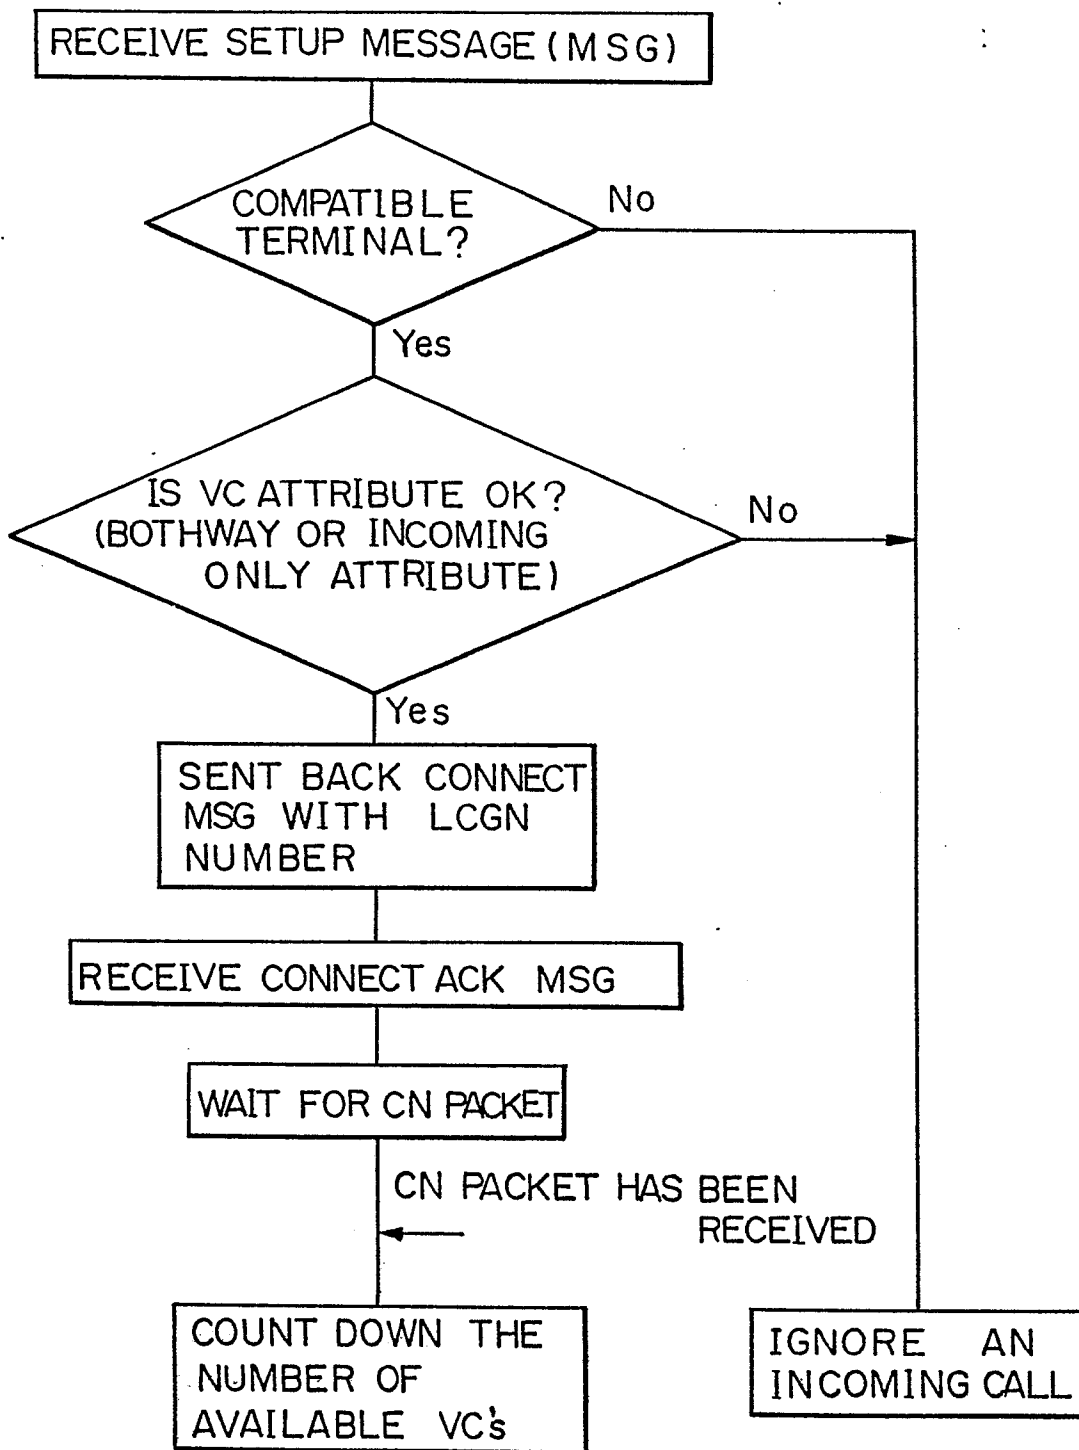 RECEIVE SETUP MESSAGE (MSG)
COMPATIBLE
TERMINAL?
No
Yes
IS VC ATTRIBUTE OK?
(BOTHWAY OR INCOMING
ONLY ATTRIBUTE)
No
Yes
SENT BACK CONNECT
MSG WITH LCGN
NUMBER
RECEIVE CONNECT ACK MSG
WAIT FOR CN PACKET
CN PACKET HAS BEEN
RECEIVED
COUNT DOWN THE
NUMBER OF
AVAILABLE VC's
IGNORE AN
INCOMING CALL